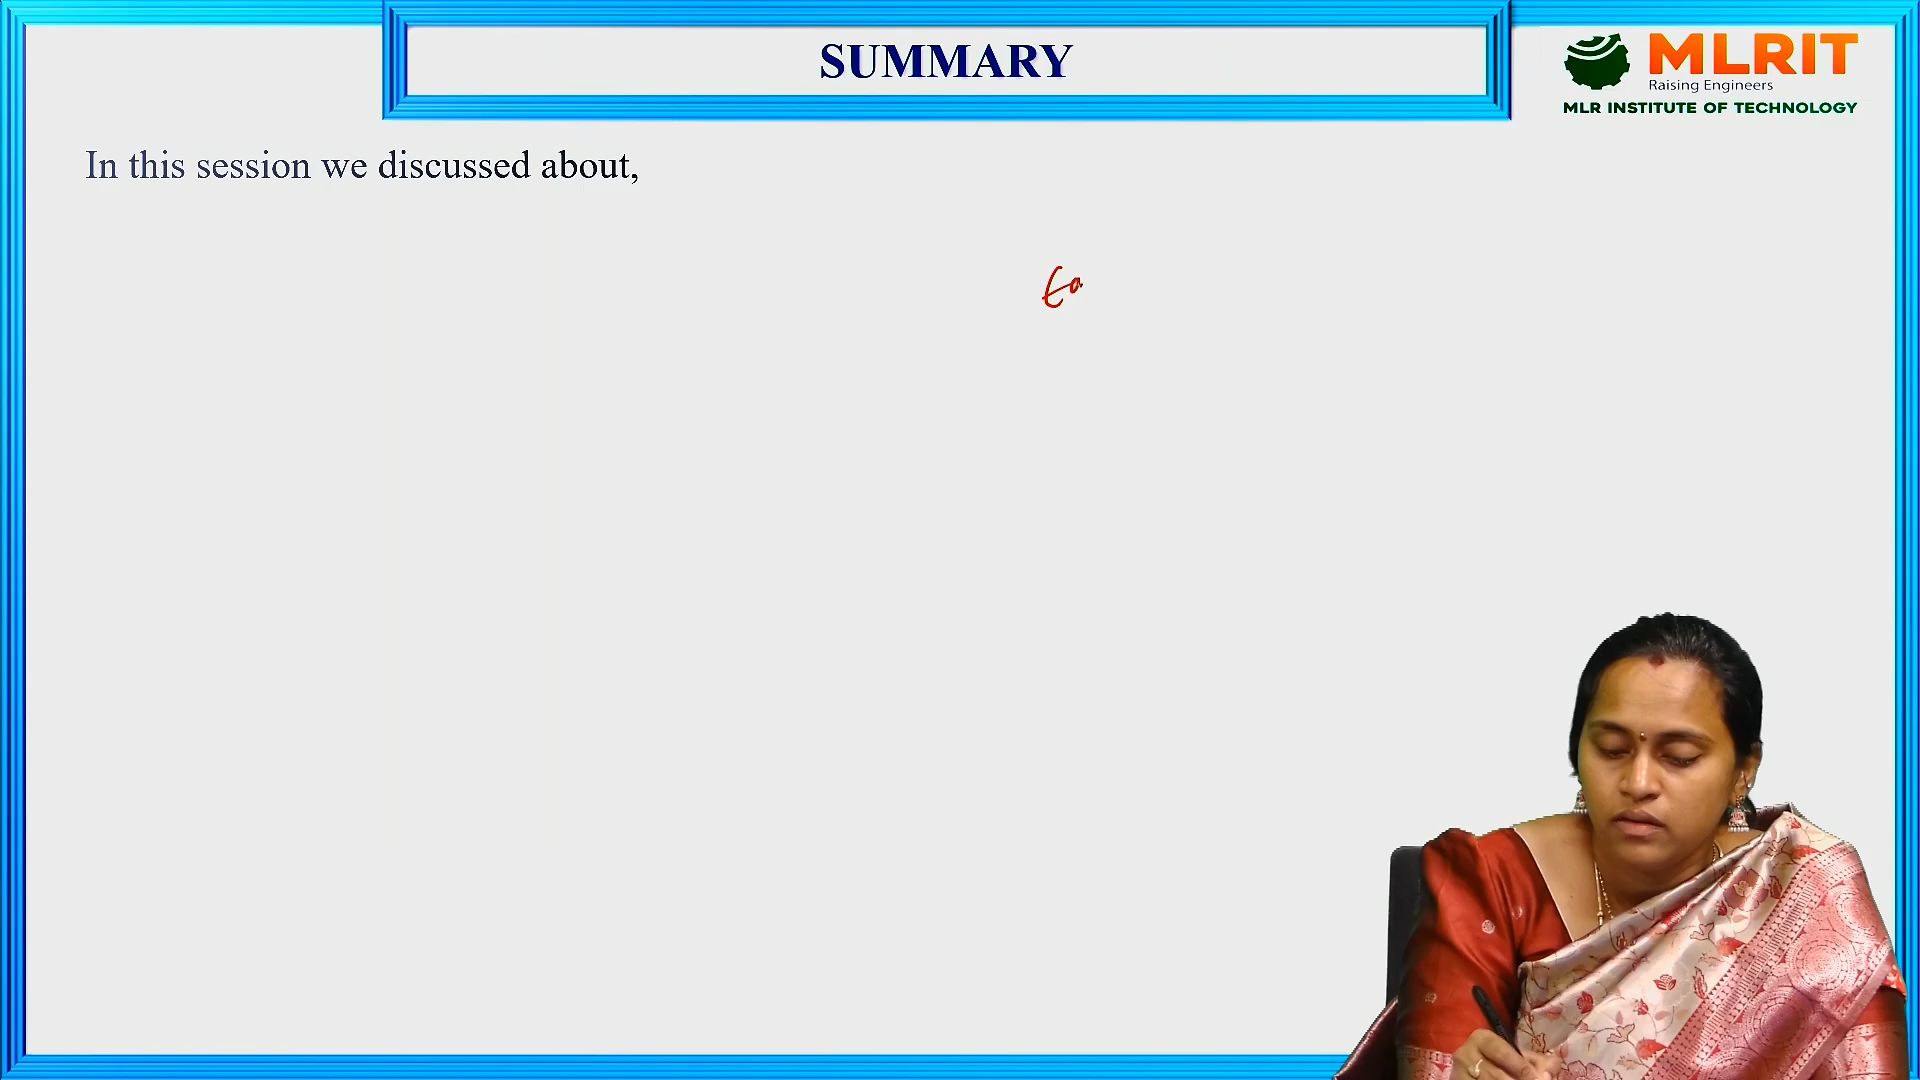 SUMMARY
MLRIT
Raising Engineers
MLR INSTITUTE OF TECHNOLOGY
In this session we discussed about,